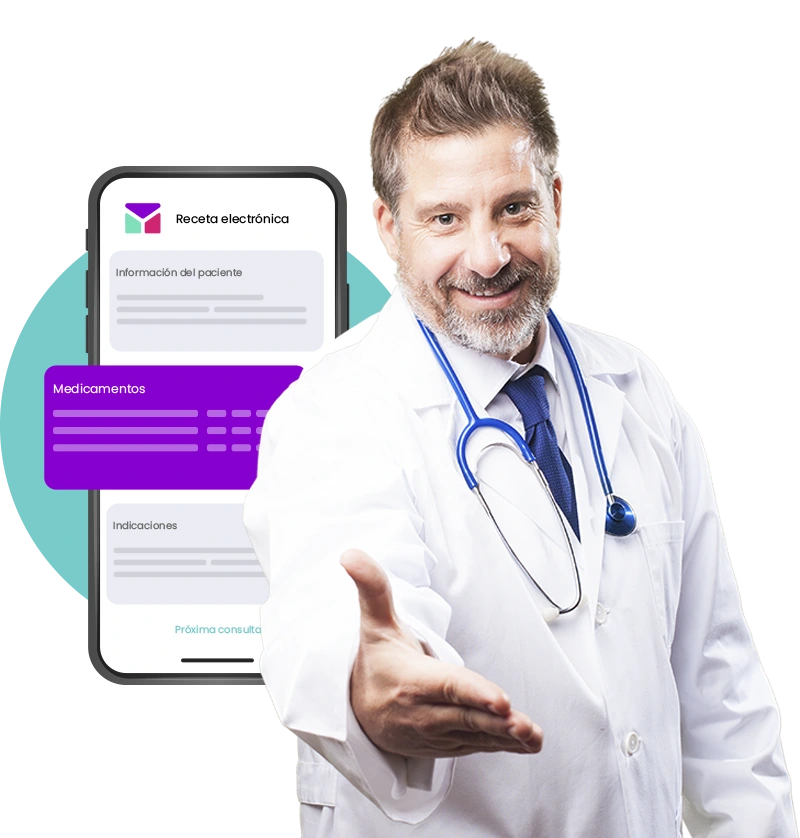 Receta electrónica
Información del paciente
Medicamentos
Indicaciones
Próxima consulta